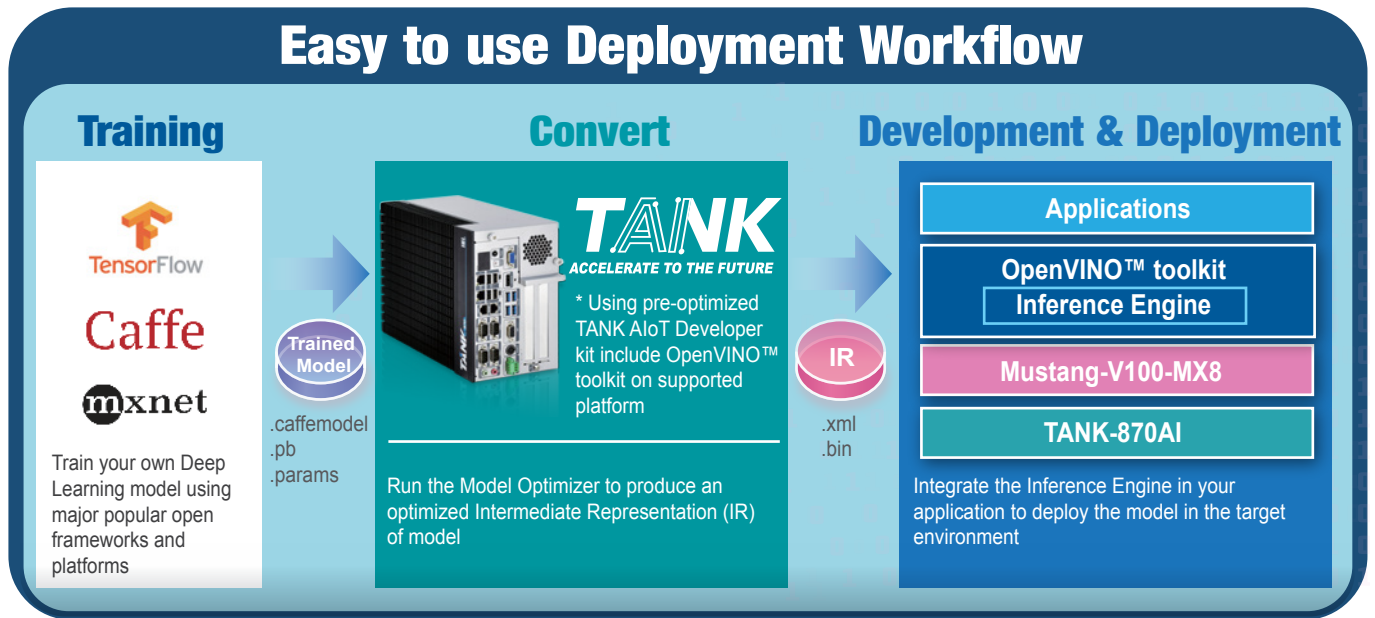 Easy to use Deployment Workflow
Training
TensorFlow
Caffe
mxnet
Train your own Deep
Learning model using
major popular open
frameworks and
platforms
Trained
Model
.caffemodel
.pb
.params
Convert
TANK
ACCELERATE TO THE FUTURE
* Using pre-optimized
TANK AIoT Developer
kit include OpenVINO™
toolkit on supported
platform
Run the Model Optimizer to produce an
optimized Intermediate Representation (IR)
of model
IR
.xml
.bin
Development & Deployment
Applications
OpenVINO™ toolkit
Inference Engine
Mustang-V100-MX8
TANK-870AI
Integrate the Inference Engine in your
application to deploy the model in the target
environment